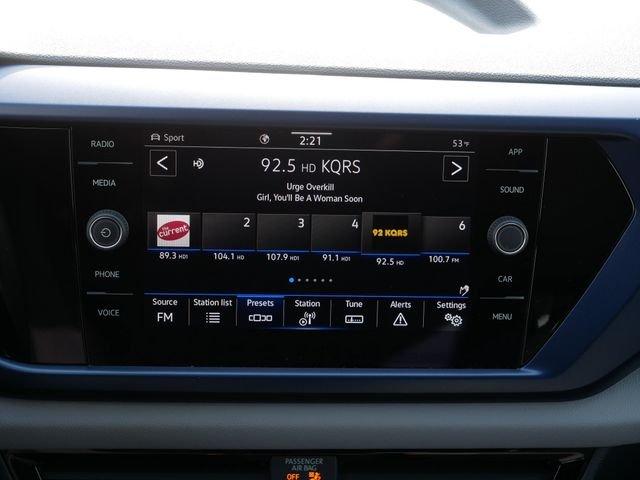 RADIO
MEDIA
PHONE
VOICE
Sport
2:21
53 °F
92.5 HD KQRS
Urge Overkill
Girl, You'll Be A Woman Soon
the current
2
3
4
92 KQRS
6
89.3 HD1
104.1 HD
107.9 HD1
91.1 HD1
92.5 HD
100.7 FM
Source
FM
Station list
Presets
Station
Tune
Alerts
Settings
APP
SOUND
CAR
MENU
PASSENGER
AIR BAG
OFF